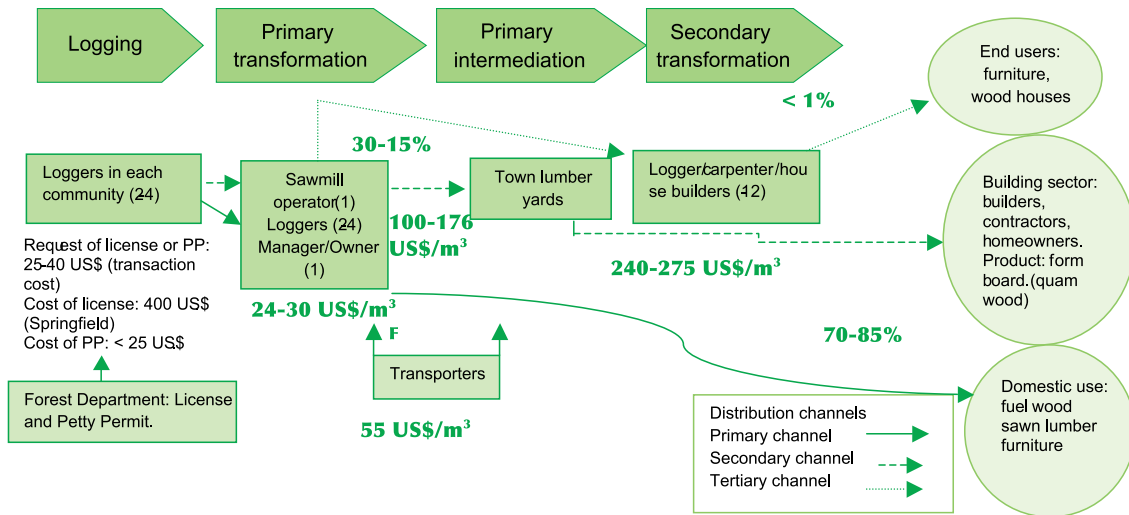 Logging
Primary
transformation
Primary
intermediation
Secondary
transformation
End users:
furniture,
wood houses
< 1%
30-15%
Loggers in each
community (24)
Sawmill
operator(1)
Loggers (24)
Manager/Owner
(1)
100-176
US$/m³
Town lumber
yards
Logger/carpenter/hou
se builders (-12)
Building sector:
builders,
contractors,
homeowners.
Product: form
board.(quam
wood)
Request of license or PP:
25-40 US$ (transaction
cost)
Cost of license: 400 US$
(Springfield)
Cost of PP: < 25 US$
24-30 US$/m³
240-275 US$/m³
70-85%
F
Transporters
55 US$/m³
Forest Department: License
and Petty Permit.
Distribution channels
Primary channel
Secondary channel
Tertiary channel
Domestic use:
fuel wood
sawn lumber
furniture